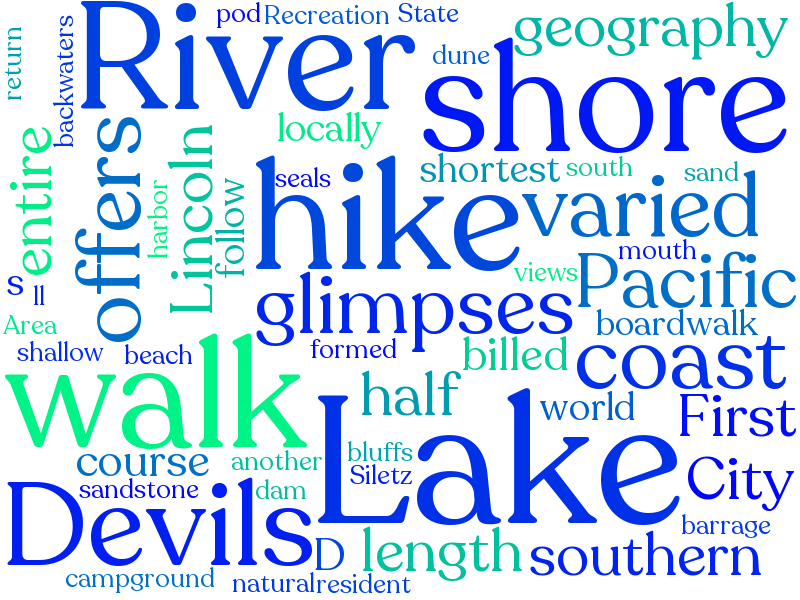 pod Recreation State
River
geography
return
backwaters
dune
shore
locally
offers
Lincoln
entire
shortest south sand
seals
hike
follow
harbor
varied
mouth
views
s
ll
Pacific
glimpses
Area
boardwalk
shallow beach
formed
billed
coast
walk
half
world
First
Lake
course
another
bluffs
Siletz
City
sandstone
dam
Devils
barrage
D
length
southern
campground
natural resident